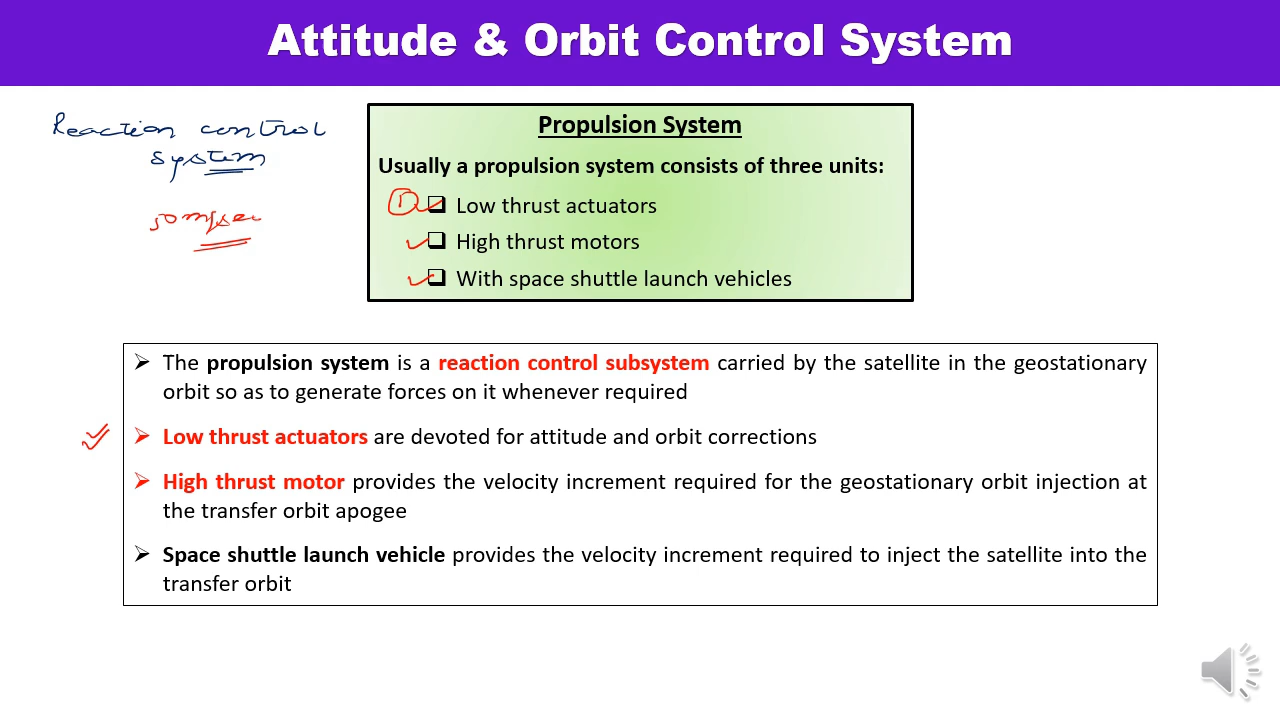 Attitude & Orbit Control System
Reaction control
system
50 m/sec
Propulsion System
Usually a propulsion system consists of three units:
1 Low thrust actuators
High thrust motors
With space shuttle launch vehicles
The propulsion system is a reaction control subsystem carried by the satellite in the geostationary
orbit so as to generate forces on it whenever required
Low thrust actuators are devoted for attitude and orbit corrections
High thrust motor provides the velocity increment required for the geostationary orbit injection at
the transfer orbit apogee
Space shuttle launch vehicle provides the velocity increment required to inject the satellite into the
transfer orbit